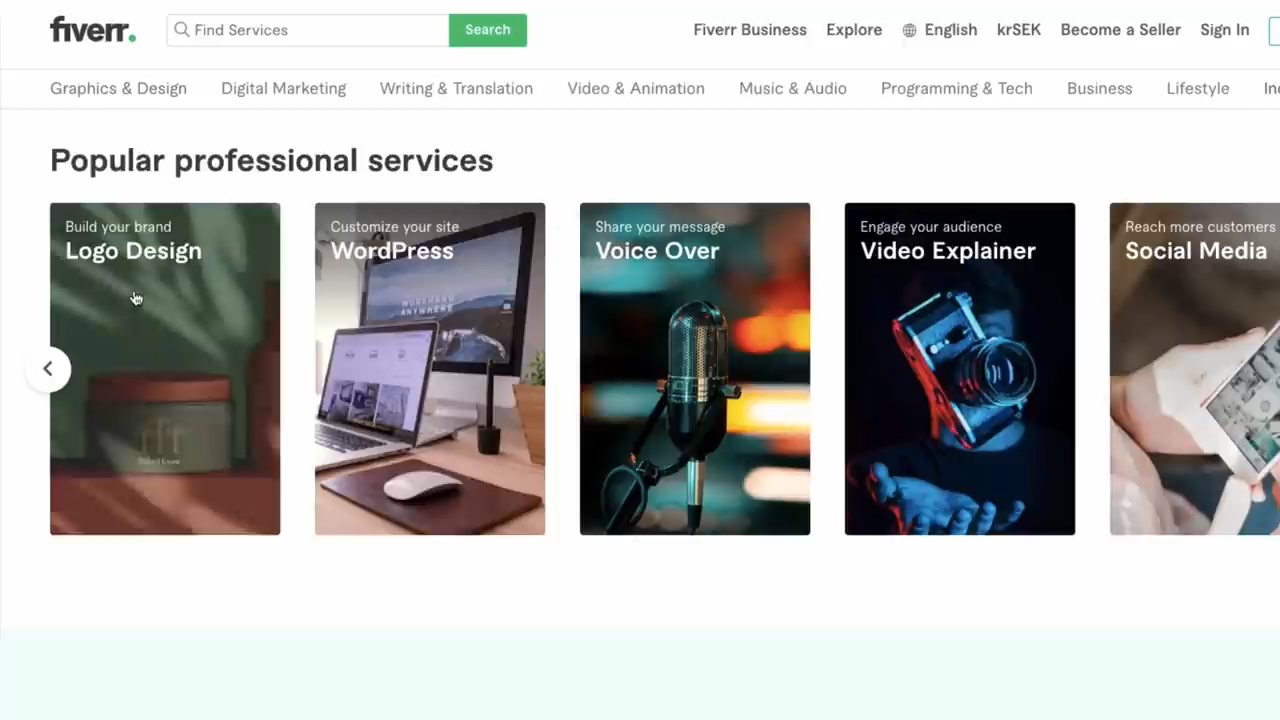 fiverr.
Find Services
Search
Fiverr Business
Explore
English
krSEK
Become a Seller
Sign In
Graphics & Design
Digital Marketing
Writing & Translation
Video & Animation
Music & Audio
Programming & Tech
Business
Lifestyle
Popular professional services
Build your brand
Logo Design
Customize your site
WordPress
WORKHARD
ANYWHERE
Share your message
Voice Over
Engage your audience
Video Explainer
Reach more customers
Social Media